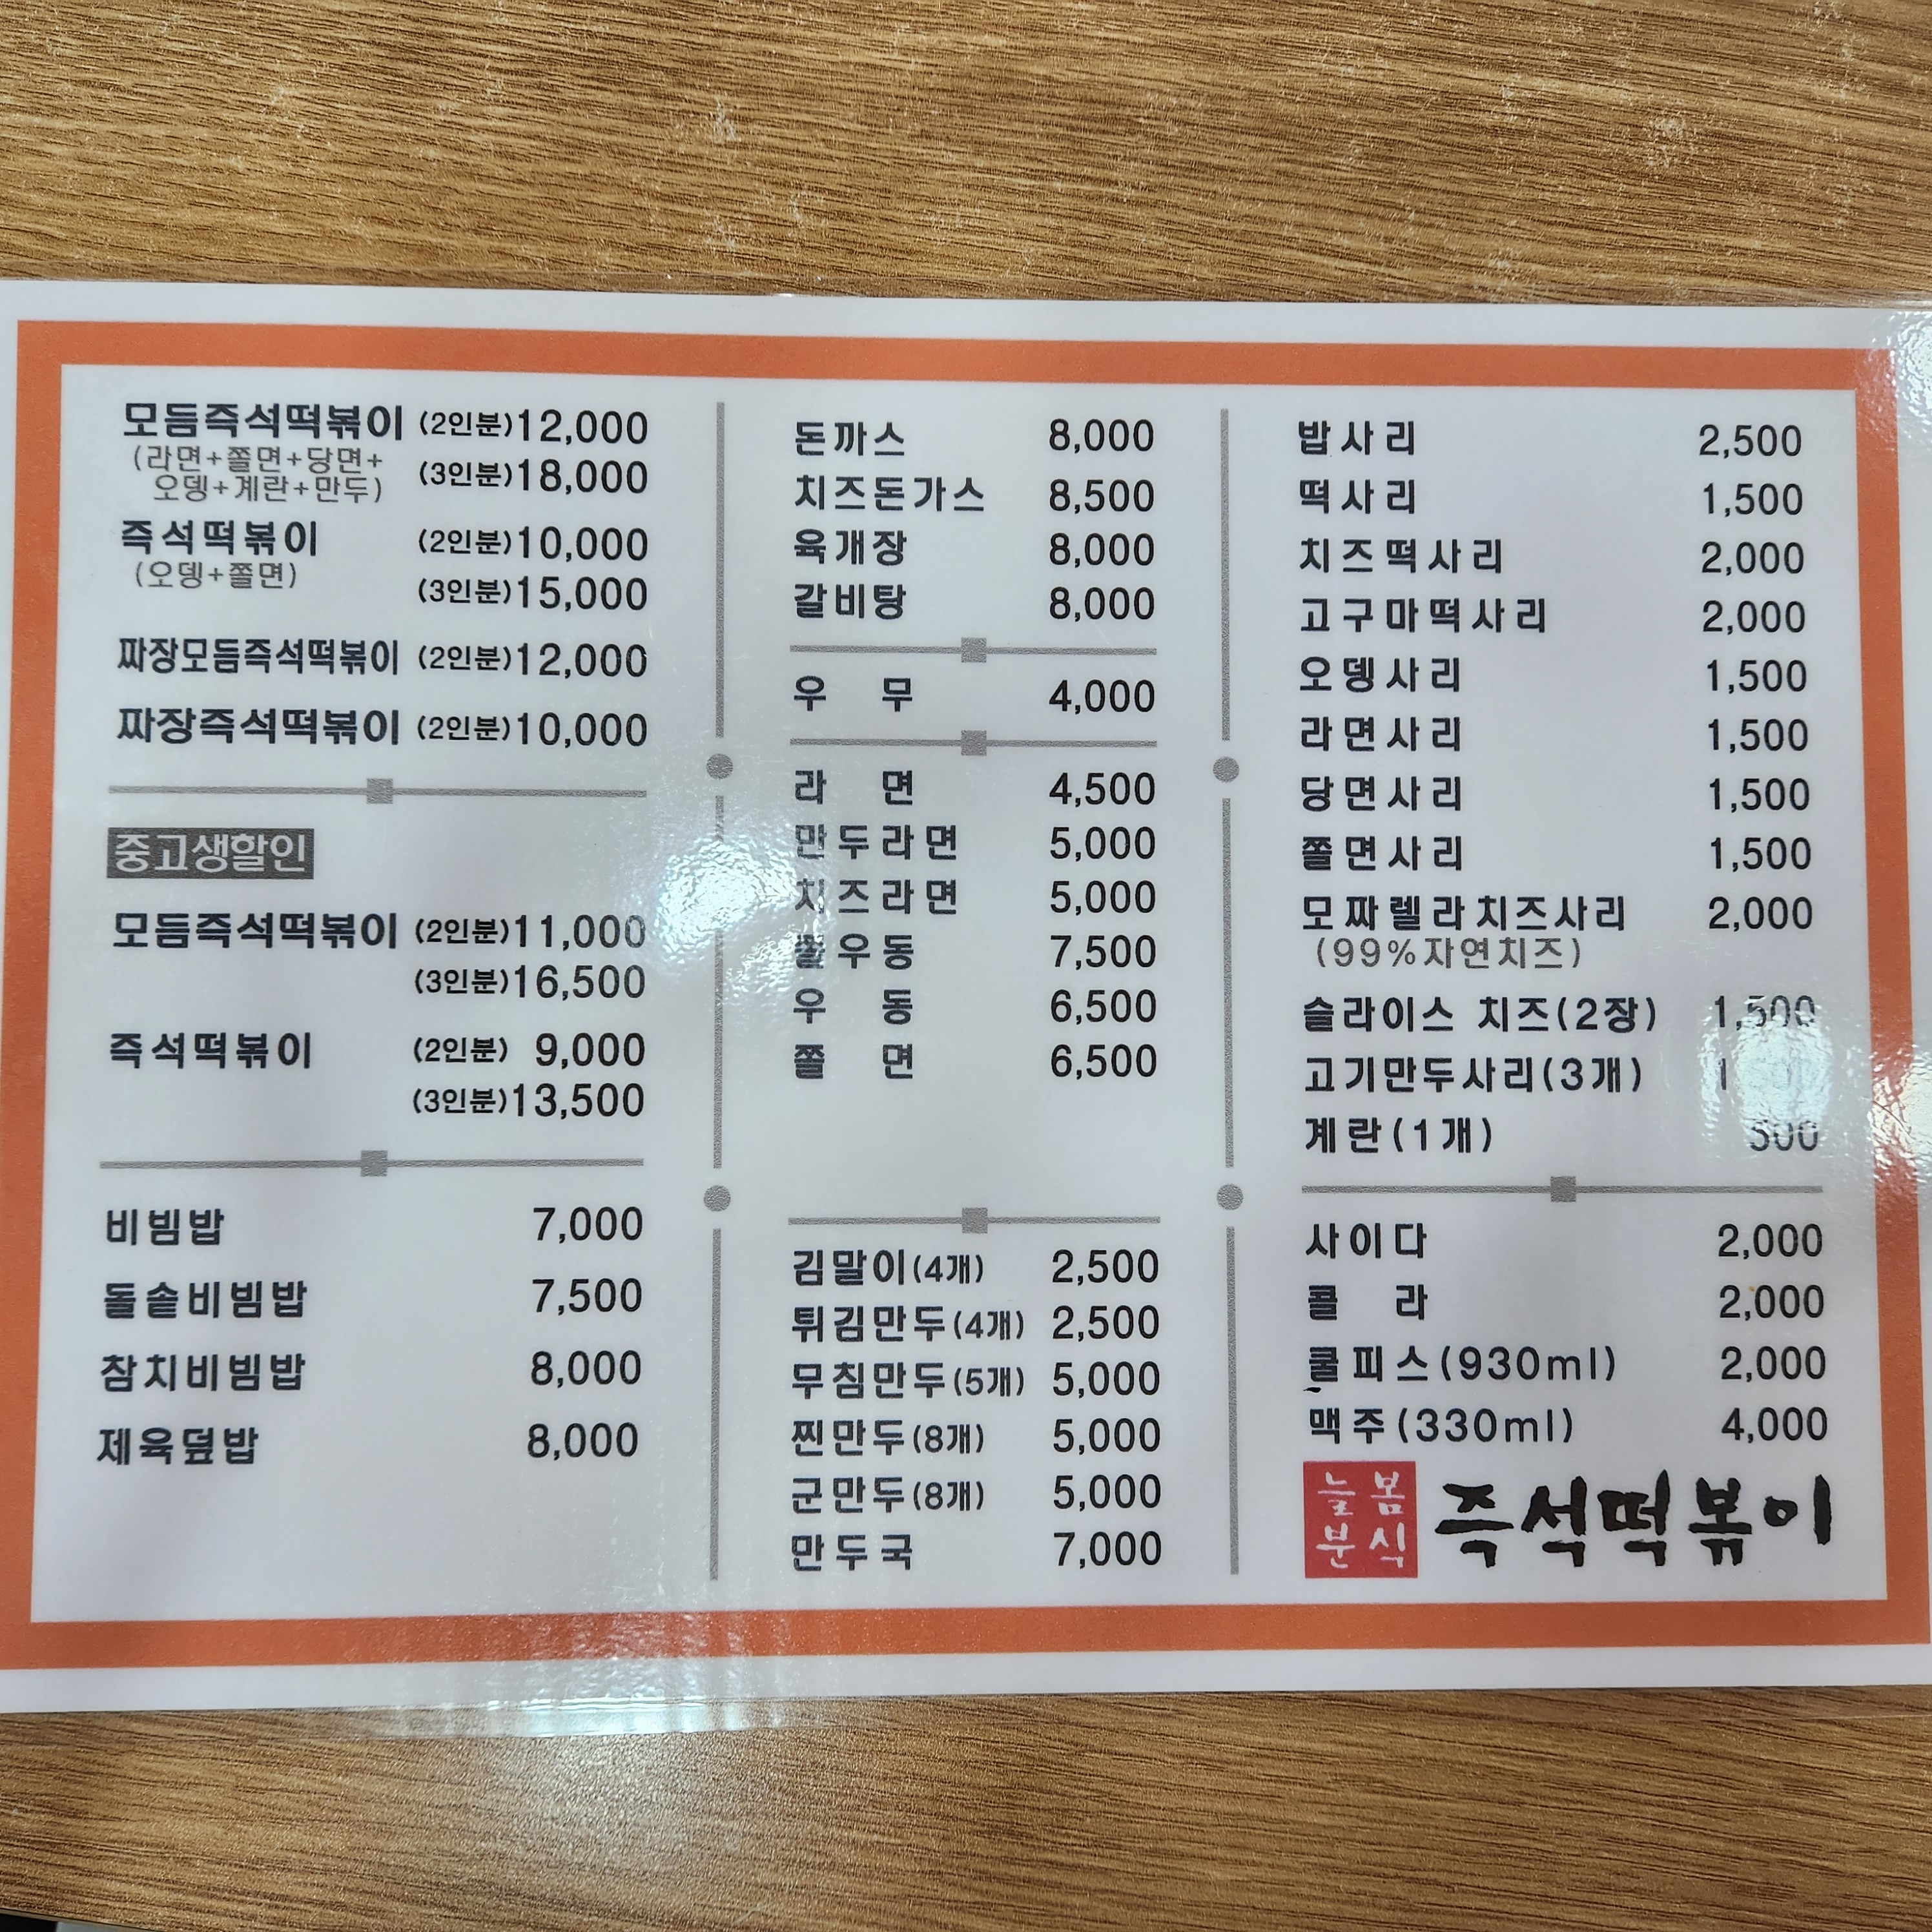 모듬즉석떡볶이 (2인분)12,000
(라면+쫄면+당면+
오뎅+계란+만두) (3인분)18,000
즉석떡볶이 (2인분)10,000
(오뎅+쫄면) (3인분)15,000
짜장모듬즉석떡볶이 (2인분)12,000
짜장즉석떡볶이 (2인분)10,000
중고생할인
모듬즉석떡볶이 (2인분)11,000
(3인분)16,500
즉석떡볶이 (2인분) 9,000
(3인분)13,500
비빔밥 7,000
돌솥비빔밥 7,500
참치비빔밥 8,000
제육덮밥 8,000
돈까스 8,000
치즈돈가스 8,500
육개장 8,000
갈비탕 8,000
우 무 4,000
라 면 4,500
만두라면 5,000
치즈라면 5,000
쫄우동 7,500
우 동 6,500
쫄 면 6,500
김말이(4개) 2,500
튀김만두(4개) 2,500
무침만두(5개) 5,000
찐만두(8개) 5,000
군만두(8개) 5,000
만두국 7,000
밥사리 2,500
떡사리 1,500
치즈떡사리 2,000
고구마떡사리 2,000
오뎅사리 1,500
라면사리 1,500
당면사리 1,500
쫄면사리 1,500
모짜렐라치즈사리 2,000
(99%자연치즈)
슬라이스 치즈(2장) 1,500
고기만두사리(3개)
계란(1개) 500
사이다 2,000
콜 라 2,000
쿨피스(930ml) 2,000
맥주(330ml) 4,000
늘봄
분식
즉석떡볶이